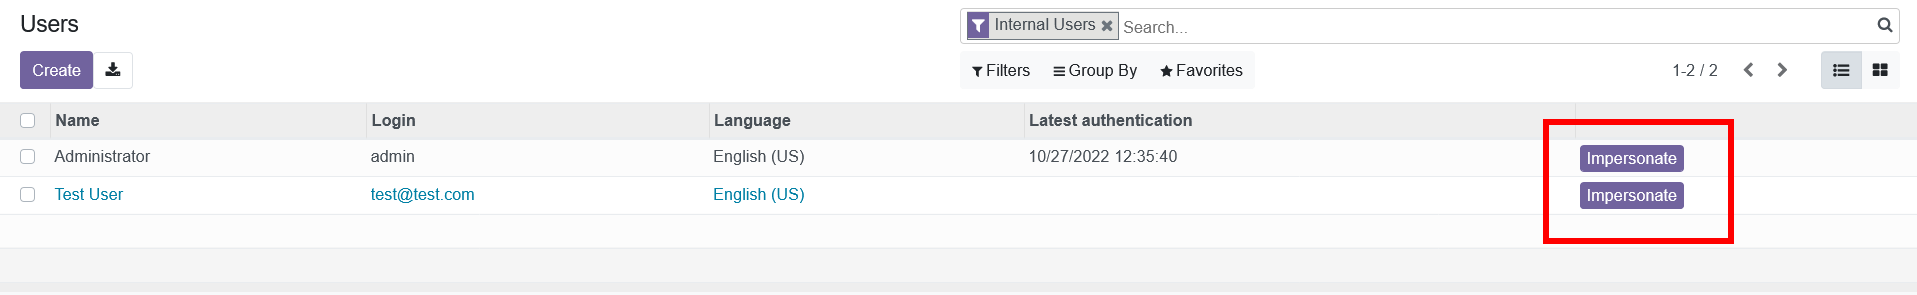 Users
Internal Users Search...
Create
Filters Group By Favorites 1-2 / 2
Name Login Language Latest authentication
Administrator admin English (US) 10/27/2022 12:35:40 Impersonate
Test User test@test.com English (US) Impersonate